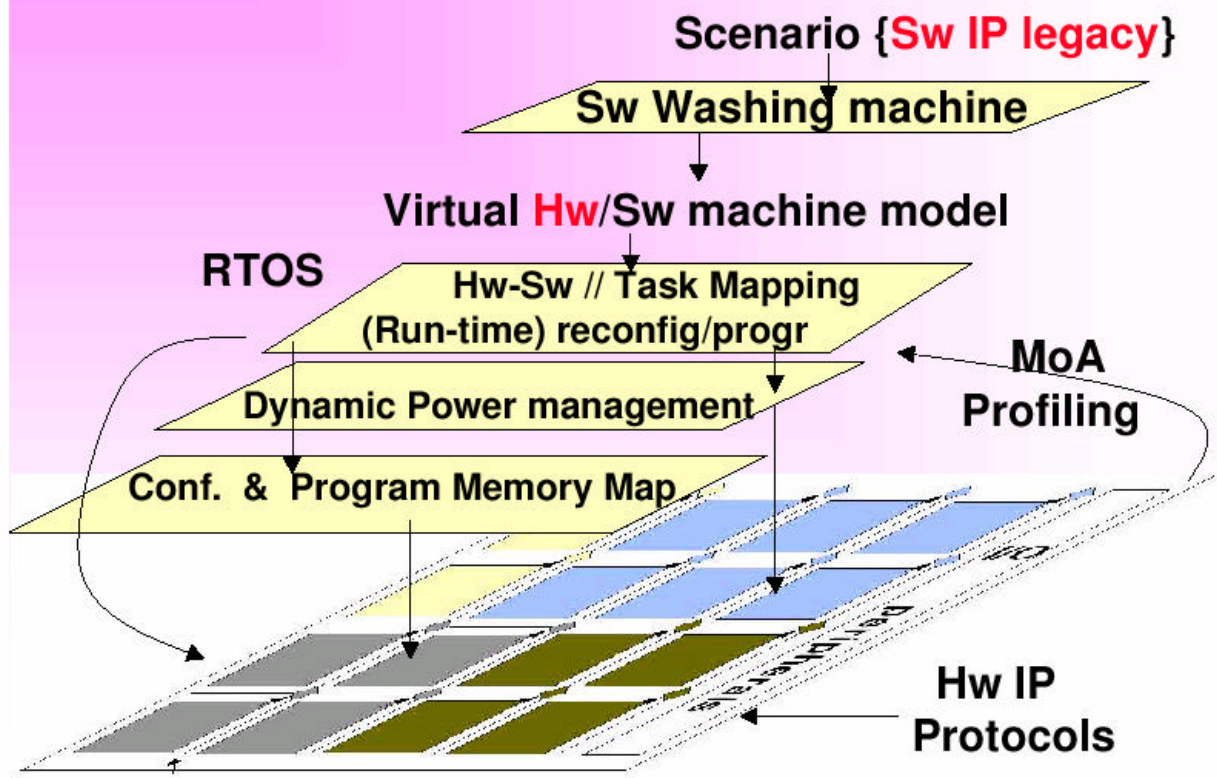 Scenario {Sw IP legacy}
Sw Washing machine
Virtual Hw/Sw machine model
RTOS
Hw-Sw // Task Mapping
(Run-time) reconfig/progr
MoA
Profiling
Dynamic Power management
Conf. & Program Memory Map
I/O
Peripherals
Hw IP
Protocols